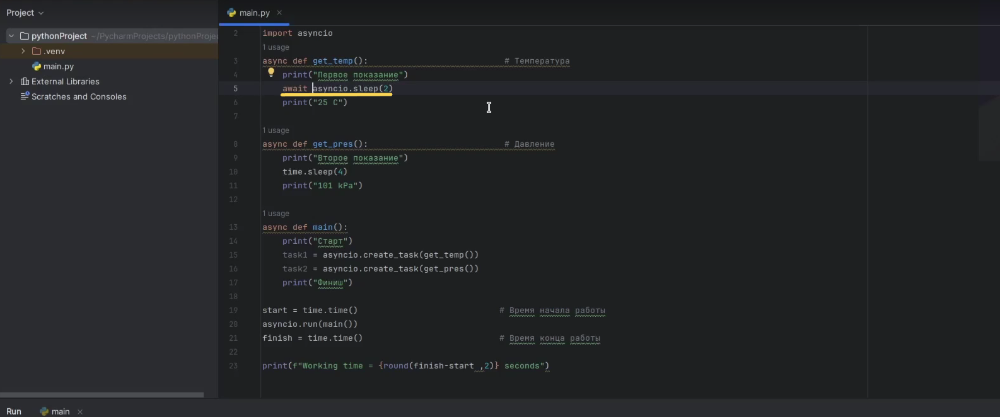 Project
main.py
pythonProject ~/PycharmProjects/pythonProjec
.venv
main.py
External Libraries
Scratches and Consoles
2 import asyncio
1 usage
3 async def get_temp(): # Температура
4 print("Первое показание")
5 await asyncio.sleep(2)
6 print("25 C")
7
1 usage
8 async def get_pres(): # Давление
9 print("Второе показание")
10 time.sleep(4)
11 print("101 kPa")
12
1 usage
13 async def main():
14 print("Старт")
15 task1 = asyncio.create_task(get_temp())
16 task2 = asyncio.create_task(get_pres())
17 print("Финиш")
18
19 start = time.time() # Время начала работы
20 asyncio.run(main())
21 finish = time.time() # Время конца работы
22
23 print(f"Working time = {round(finish-start ,2)} seconds")
Run main